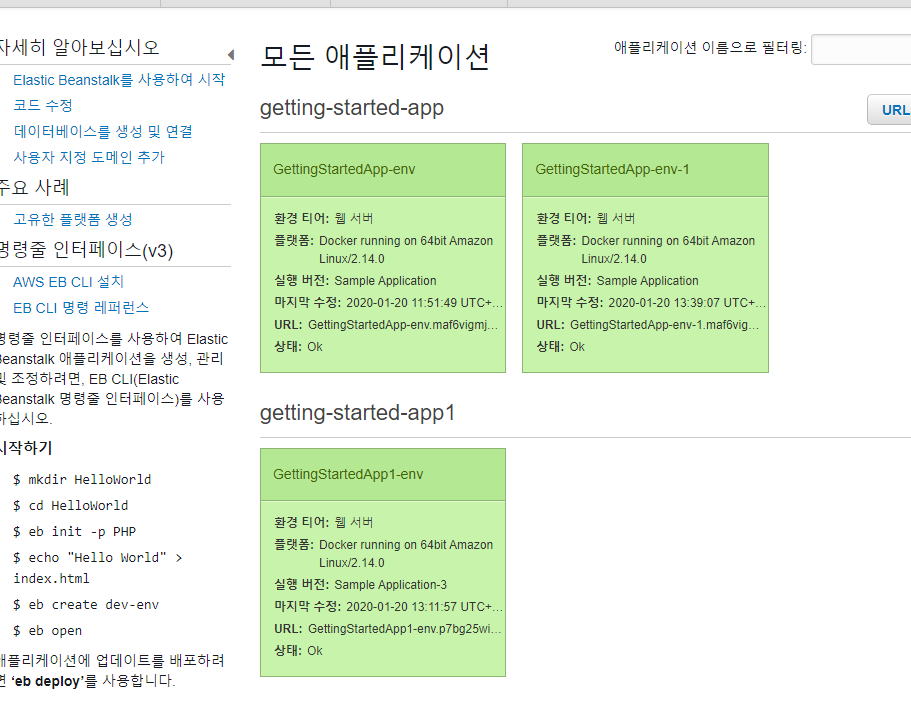 자세히 알아보십시오
Elastic Beanstalk를 사용하여 시작
코드 수정
데이터베이스를 생성 및 연결
사용자 지정 도메인 추가
주요 사례
고유한 플랫폼 생성
명령줄 인터페이스(v3)
AWS EB CLI 설치
EB CLI 명령 레퍼런스
명령줄 인터페이스를 사용하여 Elastic
Beanstalk 애플리케이션을 생성, 관리
및 조정하려면, EB CLI(Elastic
Beanstalk 명령줄 인터페이스)를 사용
하십시오.
시작하기
$ mkdir HelloWorld
$ cd HelloWorld
$ eb init -p PHP
$ echo "Hello World" >
index.html
$ eb create dev-env
$ eb open
애플리케이션에 업데이트를 배포하려
면 ‘eb deploy’를 사용합니다.
모든 애플리케이션
애플리케이션 이름으로 필터링:
getting-started-app
URL
GettingStartedApp-env
환경 티어: 웹 서버
플랫폼: Docker running on 64bit Amazon
Linux/2.14.0
실행 버전: Sample Application
마지막 수정: 2020-01-20 11:51:49 UTC+...
URL: GettingStartedApp-env.maf6vigmj...
상태: Ok
GettingStartedApp-env-1
환경 티어: 웹 서버
플랫폼: Docker running on 64bit Amazon
Linux/2.14.0
실행 버전: Sample Application
마지막 수정: 2020-01-20 13:39:07 UTC+...
URL: GettingStartedApp-env-1.maf6vig...
상태: Ok
getting-started-app1
GettingStartedApp1-env
환경 티어: 웹 서버
플랫폼: Docker running on 64bit Amazon
Linux/2.14.0
실행 버전: Sample Application-3
마지막 수정: 2020-01-20 13:11:57 UTC+...
URL: GettingStartedApp1-env.p7bg25wi...
상태: Ok